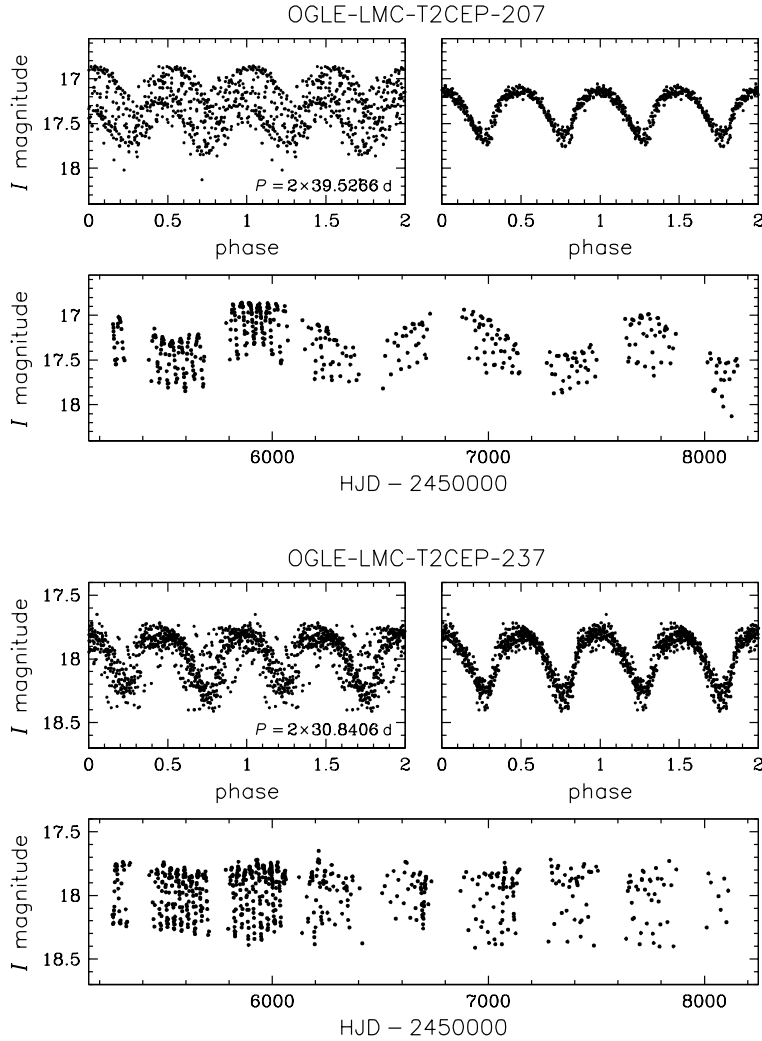 OGLE-LMC-T2CEP-207
I magnitude
17
17.5
18
P = 2×39.5266 d
0 0.5 1 1.5 2
0 0.5 1 1.5 2
phase
phase
I magnitude
17
17.5
18
6000 7000 8000
HJD – 2450000
OGLE-LMC-T2CEP-237
I magnitude
17.5
18
18.5
P = 2×30.8406 d
0 0.5 1 1.5 2
0 0.5 1 1.5 2
phase
phase
I magnitude
17.5
18
18.5
6000 7000 8000
HJD – 2450000